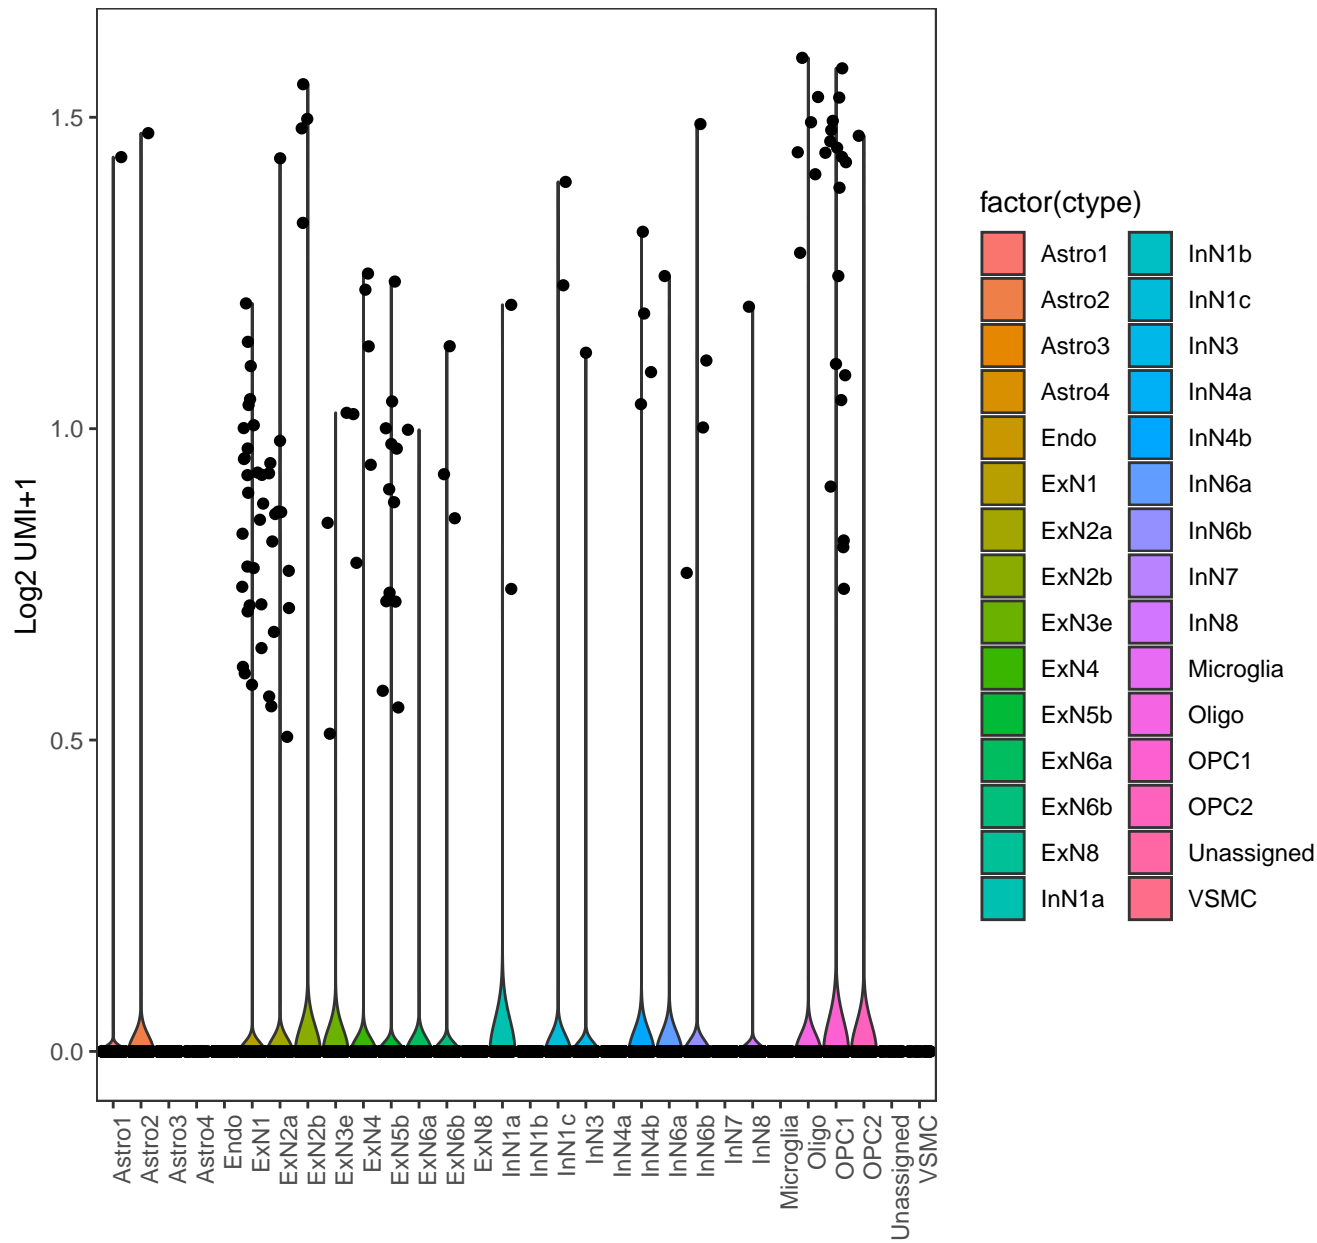 Log2 UMI+1
1.5
1.0
0.5
0.0
Astro1
Astro2
Astro3
Astro4
Endo
ExN1
ExN2a
ExN2b
ExN3e
ExN4
ExN5b
ExN6a
ExN6b
ExN8
InN1a
InN1b
InN1c
InN3
InN4a
InN4b
InN6a
InN6b
InN7
InN8
Microglia
Oligo
OPC1
OPC2
Unassigned
VSMC
factor(ctype)
Astro1
Astro2
Astro3
Astro4
Endo
ExN1
ExN2a
ExN2b
ExN3e
ExN4
ExN5b
ExN6a
ExN6b
ExN8
InN1a
InN1b
InN1c
InN3
InN4a
InN4b
InN6a
InN6b
InN7
InN8
Microglia
Oligo
OPC1
OPC2
Unassigned
VSMC